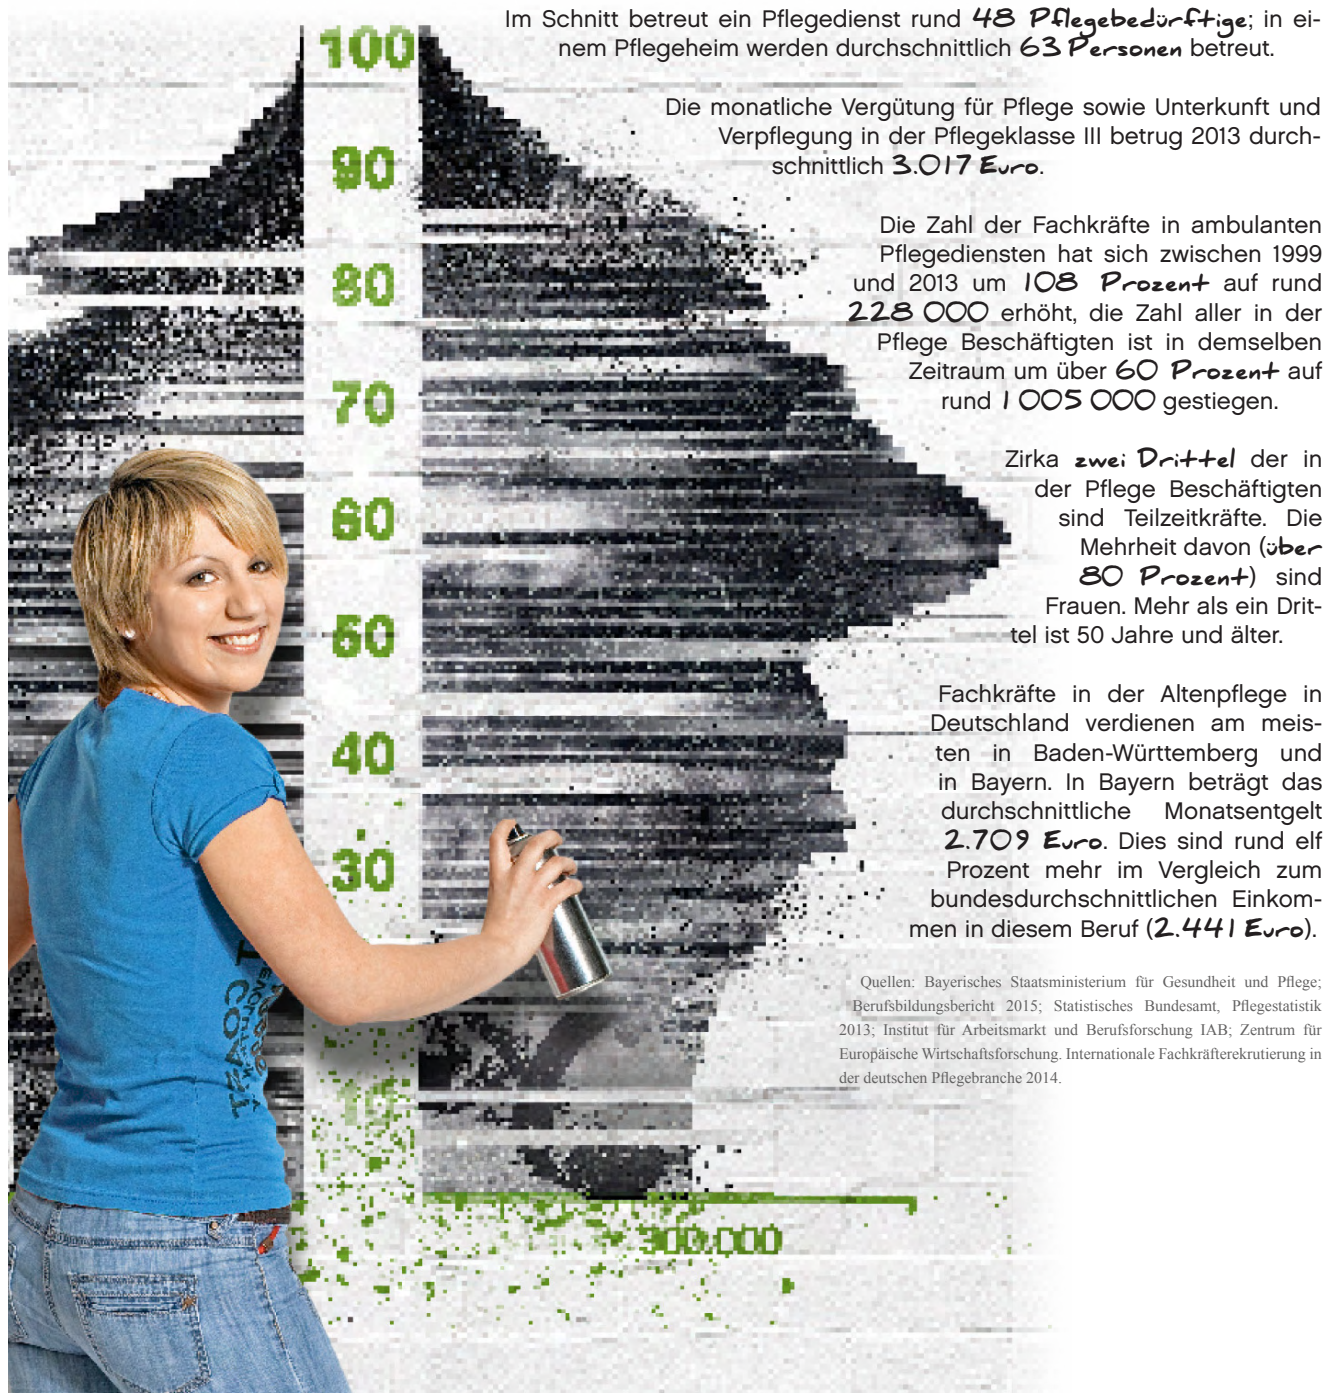 Im Schnitt betreut ein Pflegedienst rund 48 Pflegebedürftige; in ei-
nem Pflegeheim werden durchschnittlich 63 Personen betreut.
Die monatliche Vergütung für Pflege sowie Unterkunft und
Verpflegung in der Pflegeklasse III betrug 2013 durch-
schnittlich 3.017 Euro.
Die Zahl der Fachkräfte in ambulanten
Pflegediensten hat sich zwischen 1999
und 2013 um 108 Prozent auf rund
228 000 erhöht, die Zahl aller in der
Pflege Beschäftigten ist in demselben
Zeitraum um über 60 Prozent auf
rund 1 005 000 gestiegen.
Zirka zwei Drittel der in
der Pflege Beschäftigten
sind Teilzeitkräfte. Die
Mehrheit davon (über
80 Prozent) sind
Frauen. Mehr als ein Drit-
tel ist 50 Jahre und älter.
Fachkräfte in der Altenpflege in
Deutschland verdienen am meis-
ten in Baden-Württemberg und
in Bayern. In Bayern beträgt das
durchschnittliche Monatsentgelt
2.709 Euro. Dies sind rund elf
Prozent mehr im Vergleich zum
bundesdurchschnittlichen Einkom-
men in diesem Beruf (2.441 Euro).
Quellen: Bayerisches Staatsministerium für Gesundheit und Pflege;
Berufsbildungsbericht 2015; Statistisches Bundesamt, Pflegestatistik
2013; Institut für Arbeitsmarkt und Berufsforschung IAB; Zentrum für
Europäische Wirtschaftsforschung. Internationale Fachkräfterekrutierung in
der deutschen Pflegebranche 2014.
100
90
80
70
60
50
40
30
10
300.000